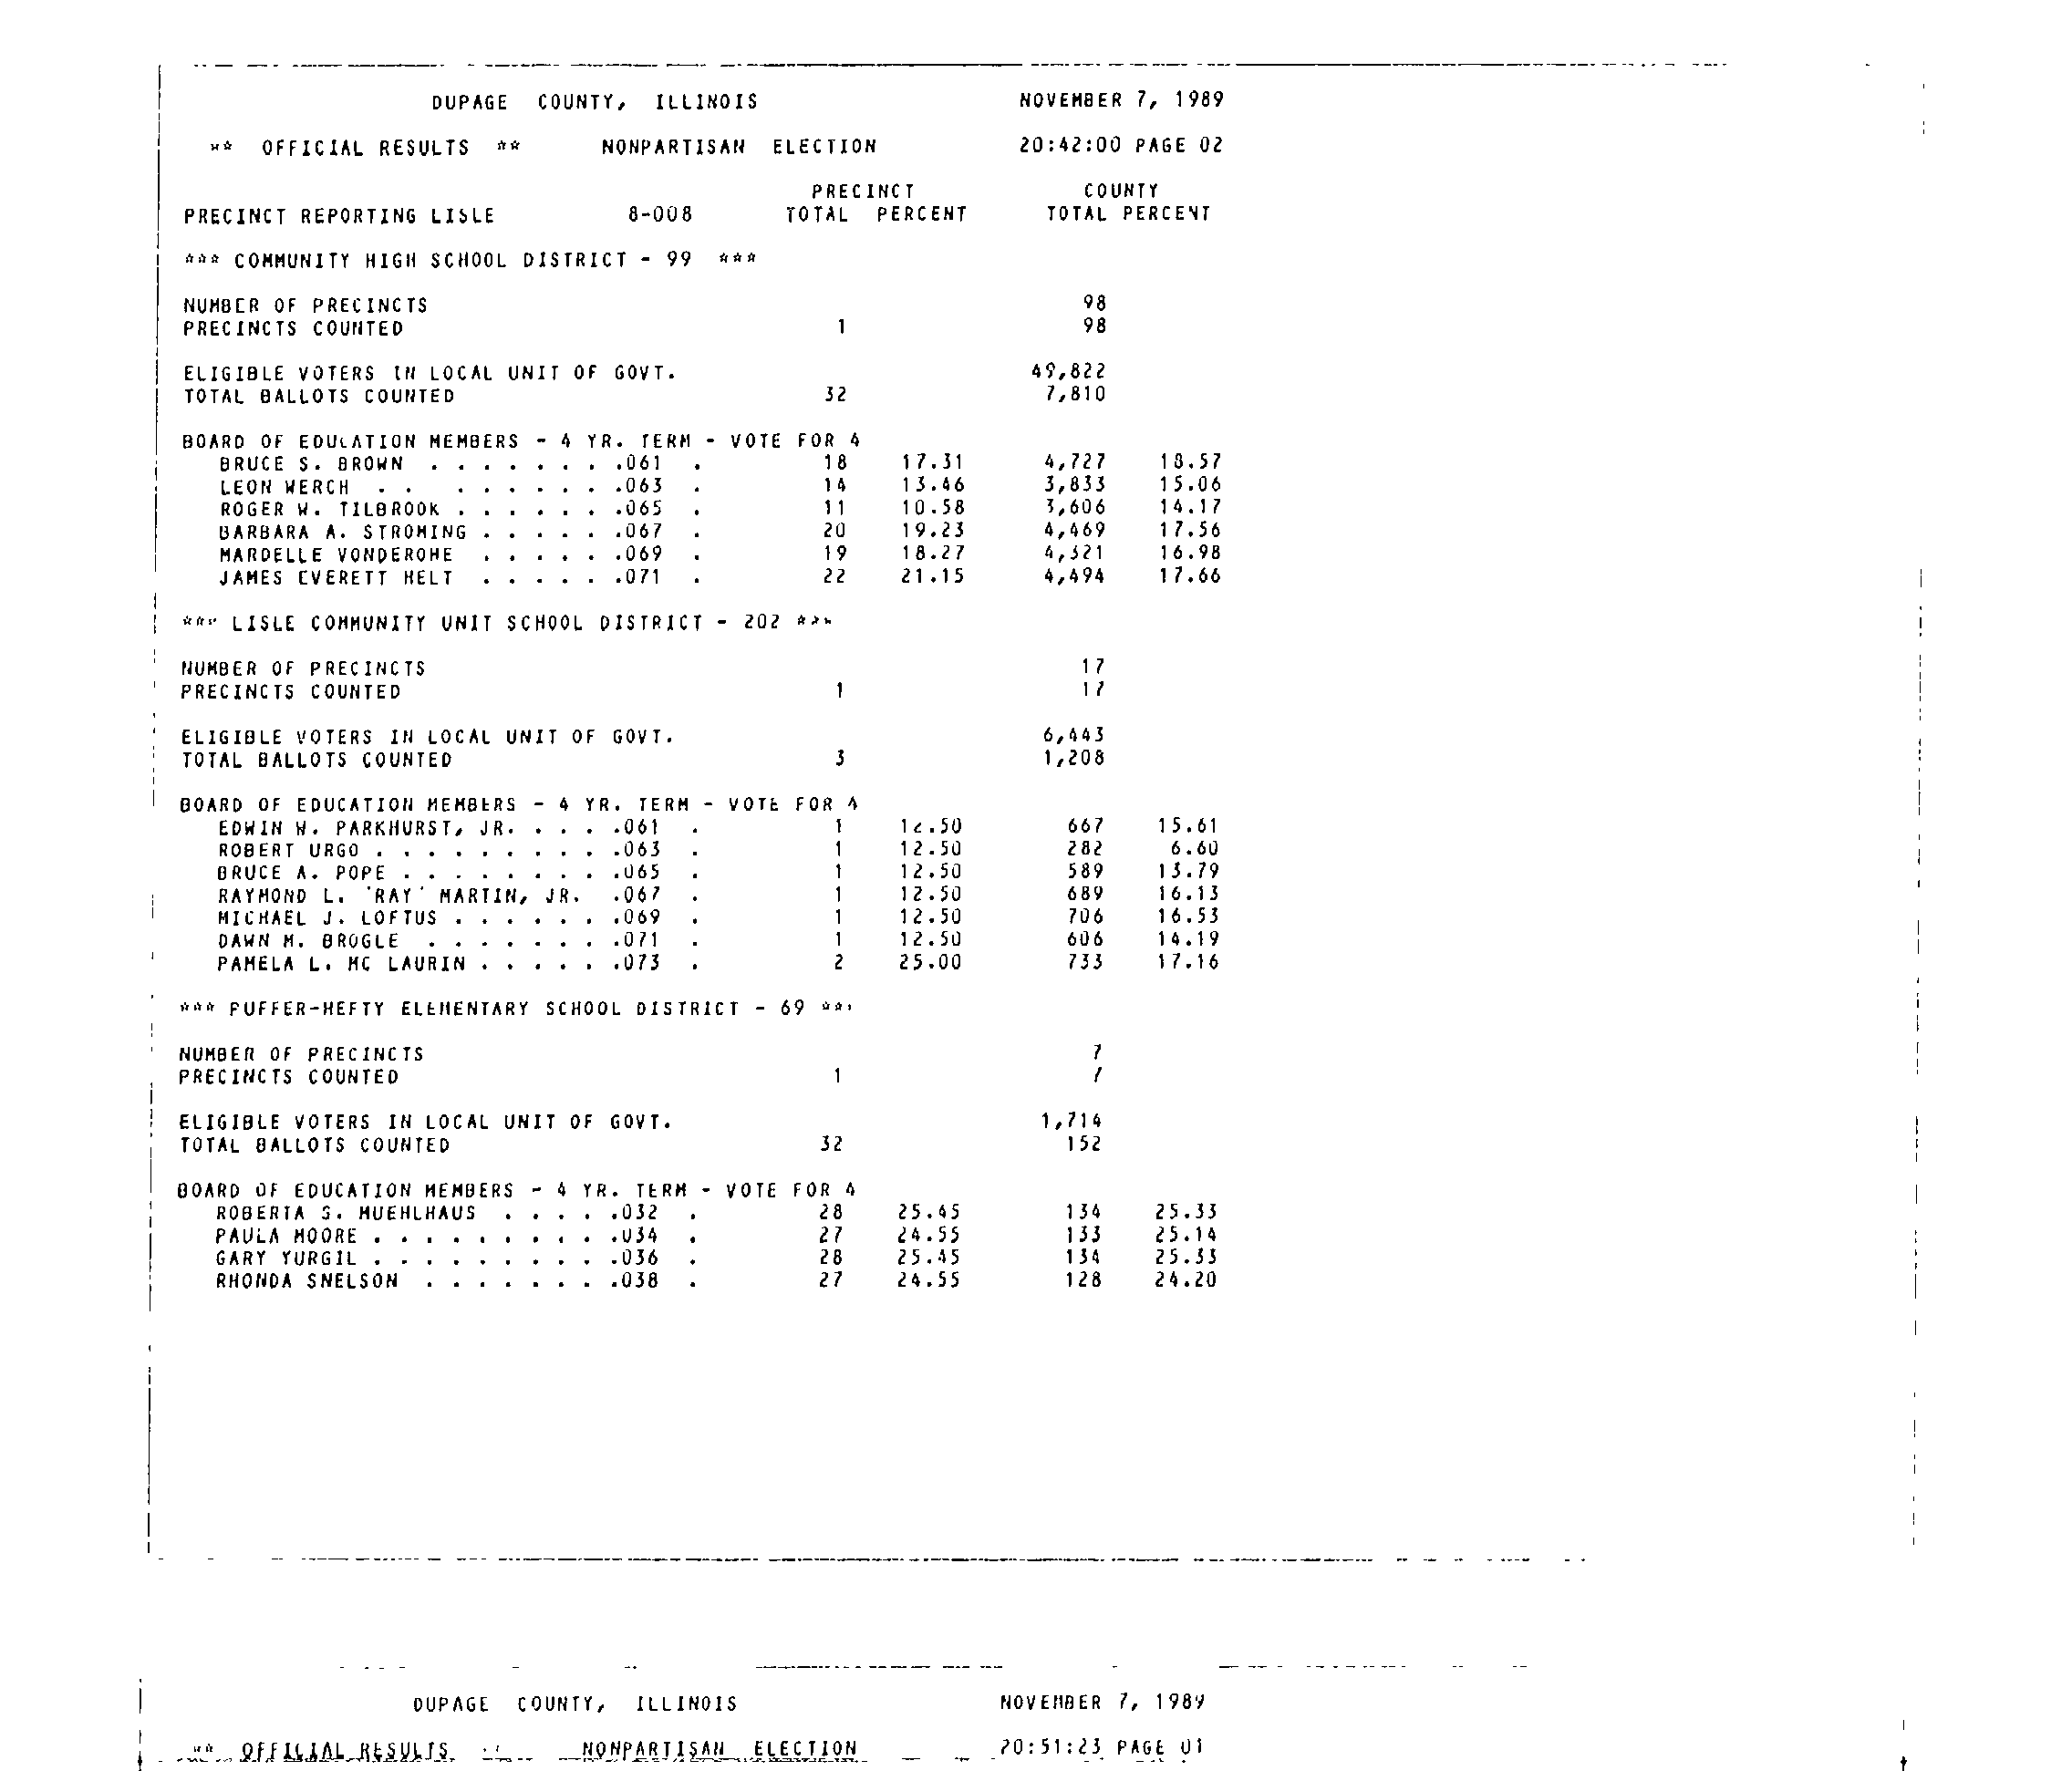 DUPAGE COUNTY, ILLINOIS NOVEMBER 7, 1989
** OFFICIAL RESULTS ** NONPARTISAN ELECTION 20:42:00 PAGE 02
PRECINCT COUNTY
PRECINCT REPORTING LISLE 8-008 TOTAL PERCENT TOTAL PERCENT
*** COMMUNITY HIGH SCHOOL DISTRICT - 99 ***
NUMBER OF PRECINCTS 98
PRECINCTS COUNTED 1 98
ELIGIBLE VOTERS IN LOCAL UNIT OF GOVT. 49,822
TOTAL BALLOTS COUNTED 32 7,810
BOARD OF EDUCATION MEMBERS - 4 YR. TERM - VOTE FOR 4
BRUCE S. BROWN . . . . . . . .061 . 18 17.31 4,727 18.57
LEON WERCH . . . . . . . . .063 . 14 13.46 3,833 15.06
ROGER W. TILBROOK . . . . . . .065 . 11 10.58 3,606 14.17
BARBARA A. STROMING . . . . . .067 . 20 19.23 4,469 17.56
MARDELLE VONDEROHE . . . . . .069 . 19 18.27 4,321 16.98
JAMES EVERETT HELT . . . . . .071 . 22 21.15 4,494 17.66
*** LISLE COMMUNITY UNIT SCHOOL DISTRICT - 202 ***
NUMBER OF PRECINCTS 17
PRECINCTS COUNTED 1 17
ELIGIBLE VOTERS IN LOCAL UNIT OF GOVT. 6,443
TOTAL BALLOTS COUNTED 3 1,208
BOARD OF EDUCATION MEMBERS - 4 YR. TERM - VOTE FOR 4
EDWIN W. PARKHURST, JR. . . . .061 . 1 12.50 667 15.61
ROBERT URGO . . . . . . . . . .063 . 1 12.50 282 6.60
BRUCE A. POPE . . . . . . . . .065 . 1 12.50 589 13.79
RAYMOND L. 'RAY' MARTIN, JR. .067 . 1 12.50 689 16.13
MICHAEL J. LOFTUS . . . . . . .069 . 1 12.50 706 16.53
DAWN M. BROGLE . . . . . . . .071 . 1 12.50 606 14.19
PAMELA L. MC LAURIN . . . . . .073 . 2 25.00 733 17.16
*** PUFFER-HEFTY ELEMENTARY SCHOOL DISTRICT - 69 ***
NUMBER OF PRECINCTS 7
PRECINCTS COUNTED 1 7
ELIGIBLE VOTERS IN LOCAL UNIT OF GOVT. 1,714
TOTAL BALLOTS COUNTED 32 152
BOARD OF EDUCATION MEMBERS - 4 YR. TERM - VOTE FOR 4
ROBERTA S. MUEHLHAUS . . . . .032 . 28 25.45 134 25.33
PAULA MOORE . . . . . . . . . .034 . 27 24.55 133 25.14
GARY YURGIL . . . . . . . . . .036 . 28 25.45 134 25.33
RHONDA SNELSON . . . . . . . .038 . 27 24.55 128 24.20
DUPAGE COUNTY, ILLINOIS NOVEMBER 7, 1989
** OFFICIAL RESULTS NONPARTISAN ELECTION 20:51:23 PAGE 01